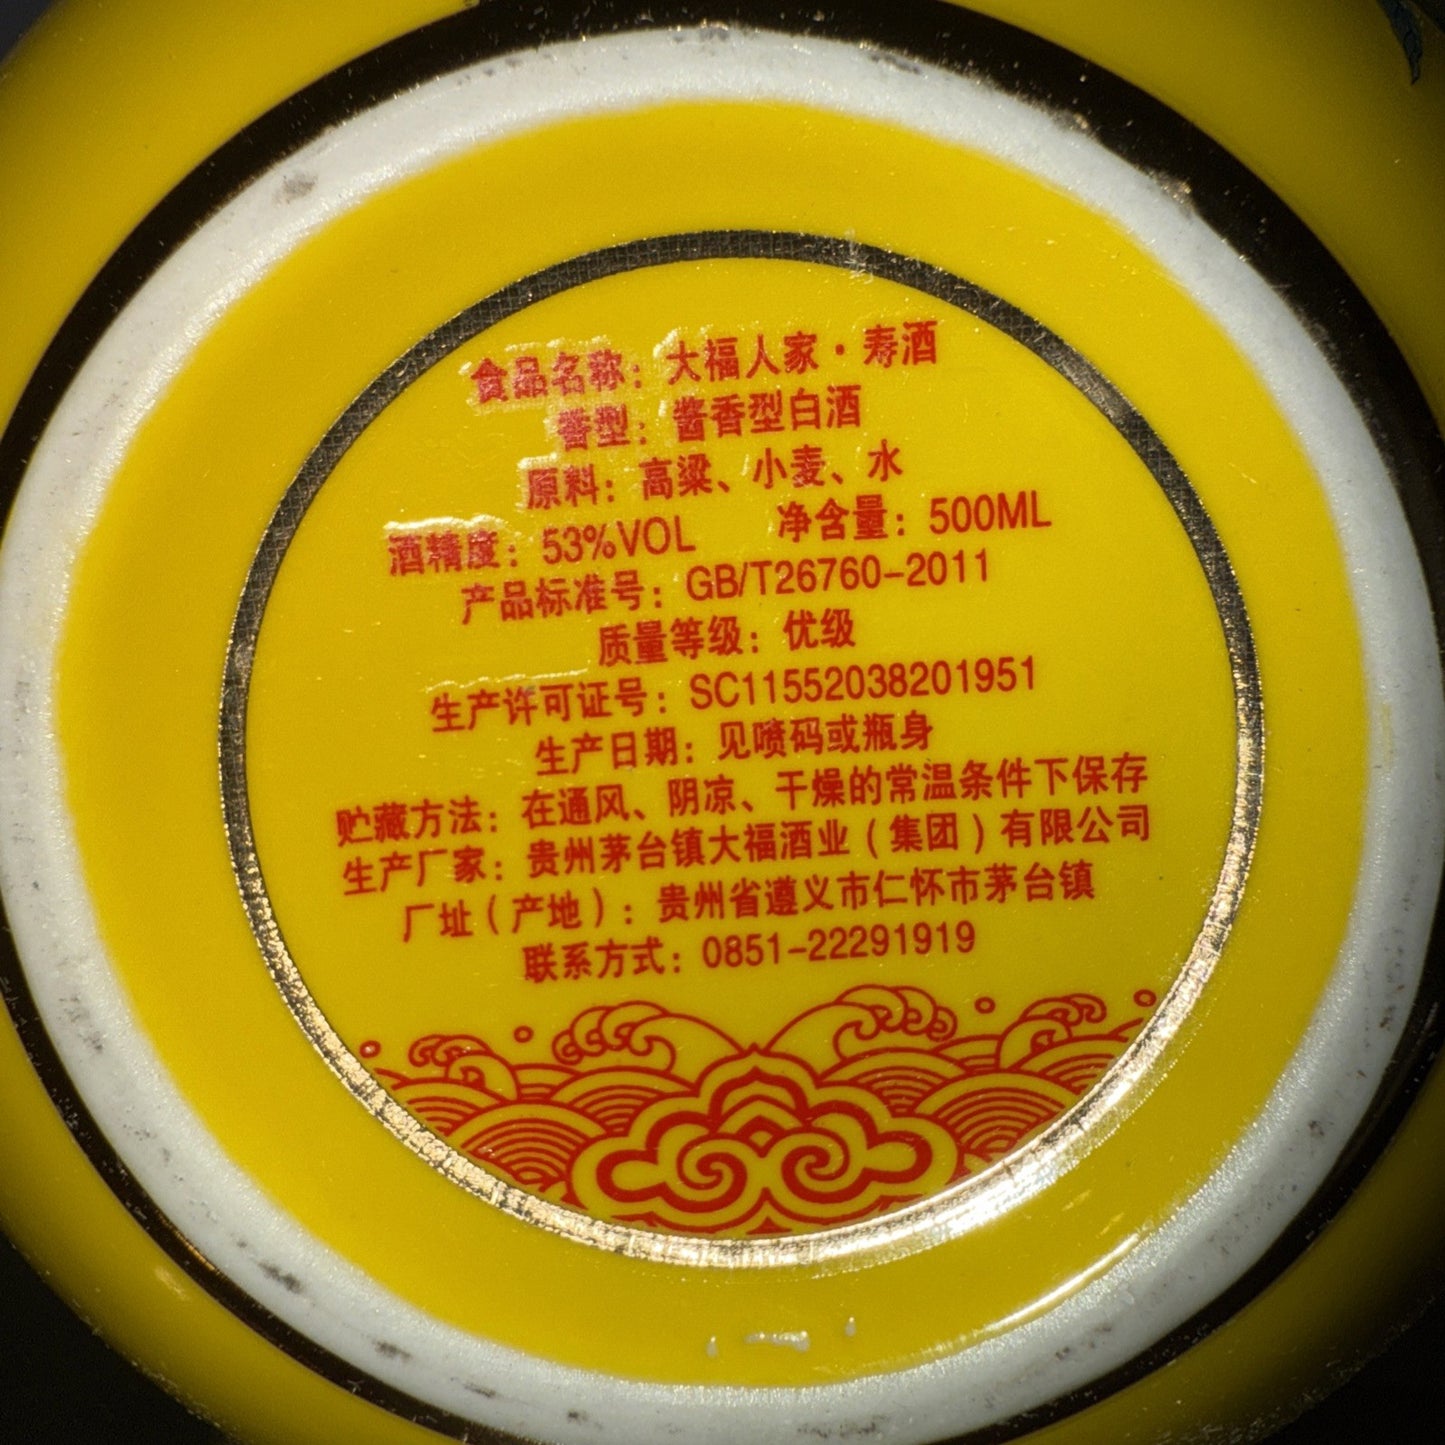 食品名称：大福人家·寿酒
香型：酱香型白酒
原料：高粱、小麦、水
酒精度：53%VOL 净含量：500ML
产品标准号：GB/T26760-2011
质量等级：优级
生产许可证号：SC11552038201951
生产日期：见喷码或瓶身
贮藏方法：在通风、阴凉、干燥的常温条件下保存
生产厂家：贵州茅台镇大福酒业（集团）有限公司
厂址（产地）：贵州省遵义市仁怀市茅台镇
联系方式：0851-22291919